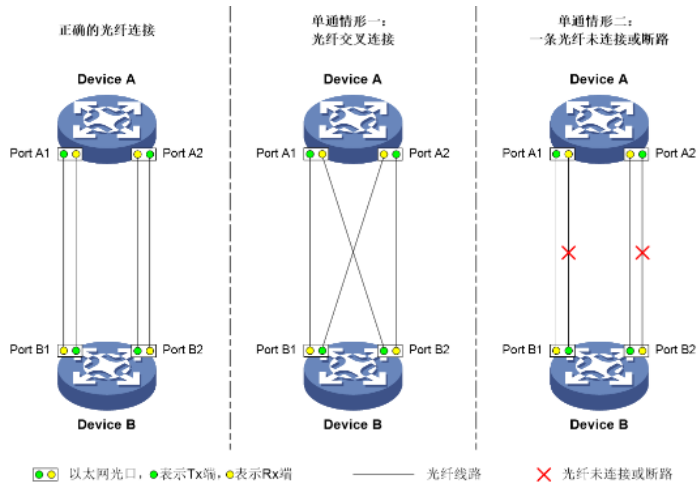 正确的光纤连接
单通情形一：
光纤交叉连接
单通情形二：
一条光纤未连接或断路
Device A
Device A
Device A
Port A1
Port A2
Port A1
Port A2
Port A1
Port A2
Port B1
Port B2
Port B1
Port B2
Port B1
Port B2
Device B
Device B
Device B
以太网光口，表示Tx端，表示Rx端
光纤线路
光纤未连接或断路